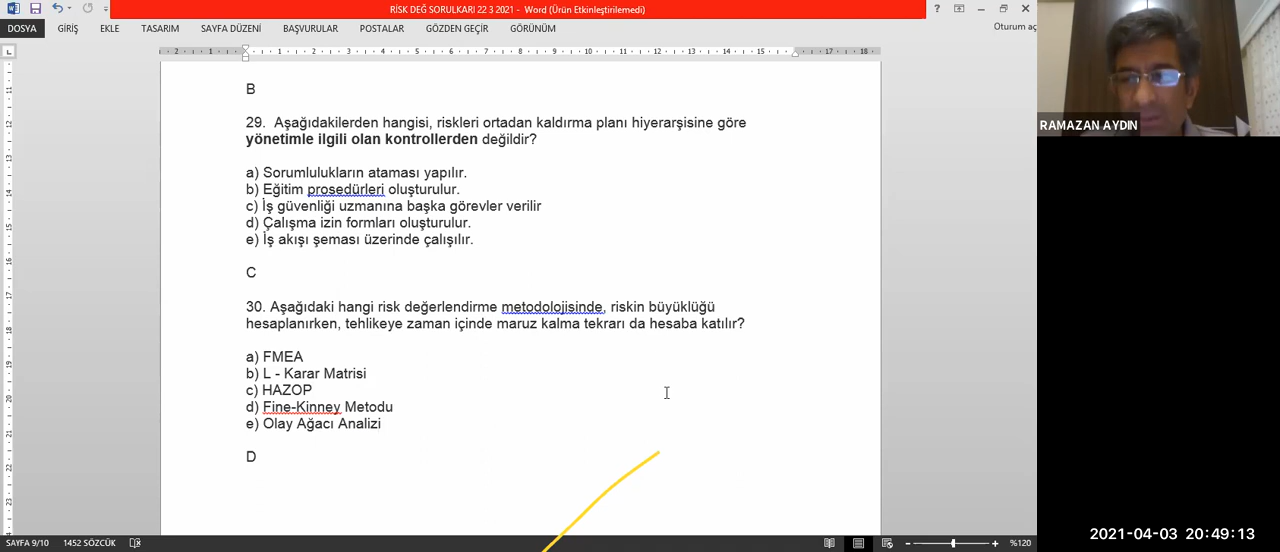 RİSK DEĞ SORULKARI 22 3 2021 - Word (Ürün Etkinleştirilemedi)
DOSYA GİRİŞ EKLE TASARIM SAYFA DÜZENİ BAŞVURULAR POSTALAR GÖZDEN GEÇİR GÖRÜNÜM Oturum aç
RAMAZAN AYDIN
B
29. Aşağıdakilerden hangisi, riskleri ortadan kaldırma planı hiyerarşisine göre
yönetimle ilgili olan kontrollerden değildir?
a) Sorumlulukların ataması yapılır.
b) Eğitim prosedürleri oluşturulur.
c) İş güvenliği uzmanına başka görevler verilir
d) Çalışma izin formları oluşturulur.
e) İş akışı şeması üzerinde çalışılır.
C
30. Aşağıdaki hangi risk değerlendirme metodolojisinde, riskin büyüklüğü
hesaplanırken, tehlikeye zaman içinde maruz kalma tekrarı da hesaba katılır?
a) FMEA
b) L - Karar Matrisi
c) HAZOP
d) Fine-Kinney Metodu
e) Olay Ağacı Analizi
D
SAYFA 9/10 1452 SÖZCÜK %120
2021-04-03 20:49:13